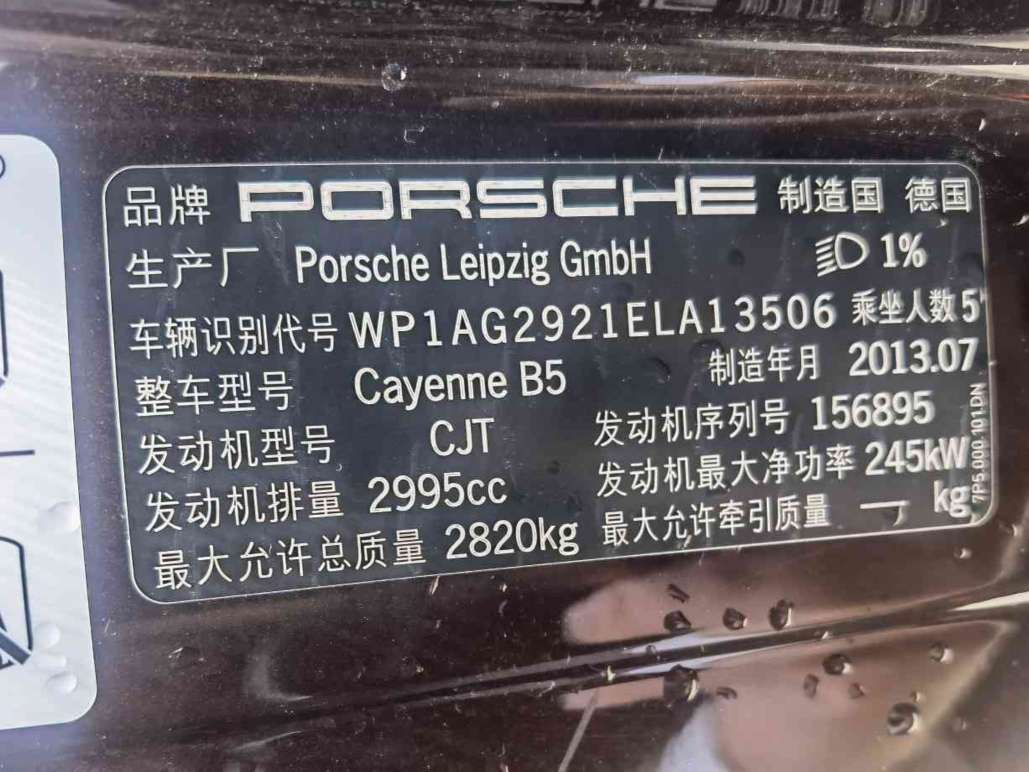 品牌 PORSCHE 制造国 德国
生产厂 Porsche Leipzig GmbH 1%
车辆识别代号 WP1AG2921ELA13506 乘坐人数 5
整车型号 Cayenne B5 制造年月 2013.07
发动机型号 CJT 发动机序列号 156895
发动机排量 2995cc 发动机最大净功率 245kW
最大允许总质量 2820kg 最大允许牵引质量 — kg
7P5.000.101.DN